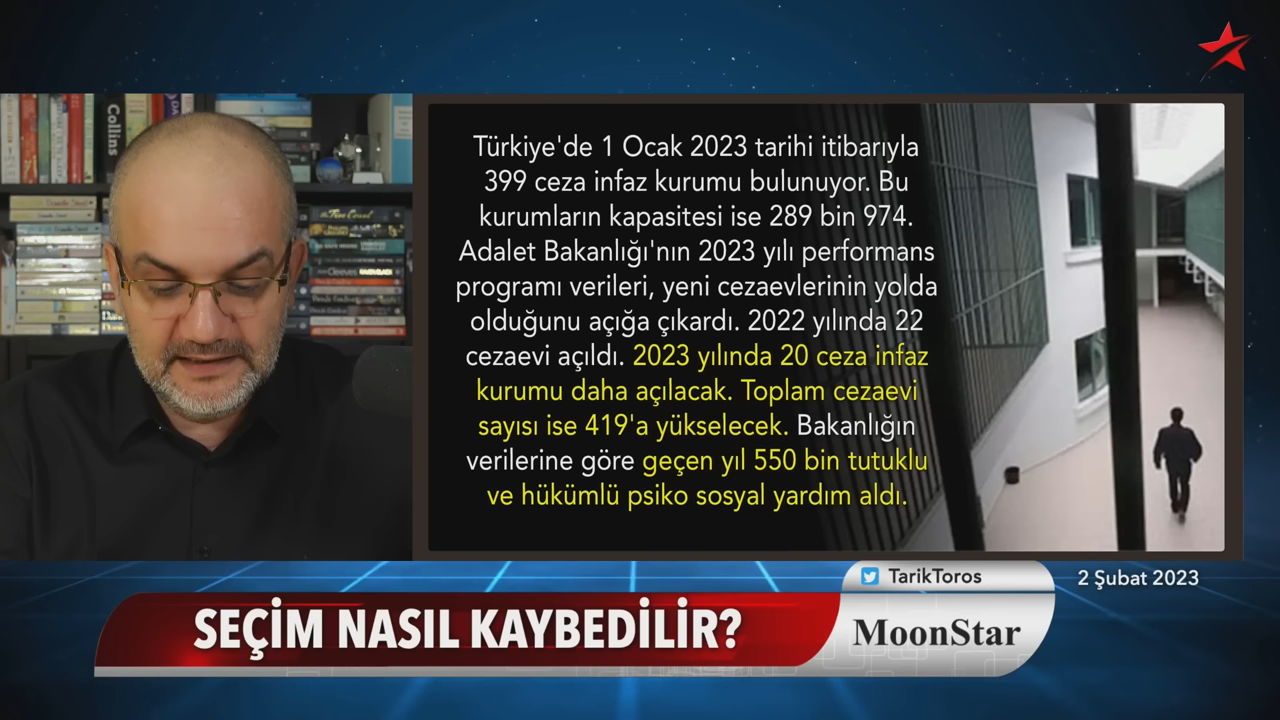 Collins
Türkiye'de 1 Ocak 2023 tarihi itibarıyla
399 ceza infaz kurumu bulunuyor. Bu
kurumların kapasitesi ise 289 bin 974.
Adalet Bakanlığı'nın 2023 yılı performans
programı verileri, yeni cezaevlerinin yolda
olduğunu açığa çıkardı. 2022 yılında 22
cezaevi açıldı. 2023 yılında 20 ceza infaz
kurumu daha açılacak. Toplam cezaevi
sayısı ise 419'a yükselecek. Bakanlığın
verilerine göre geçen yıl 550 bin tutuklu
ve hükümlü psiko sosyal yardım aldı.
TarikToros
2 Şubat 2023
SEÇİM NASIL KAYBEDİLİR?
MoonStar